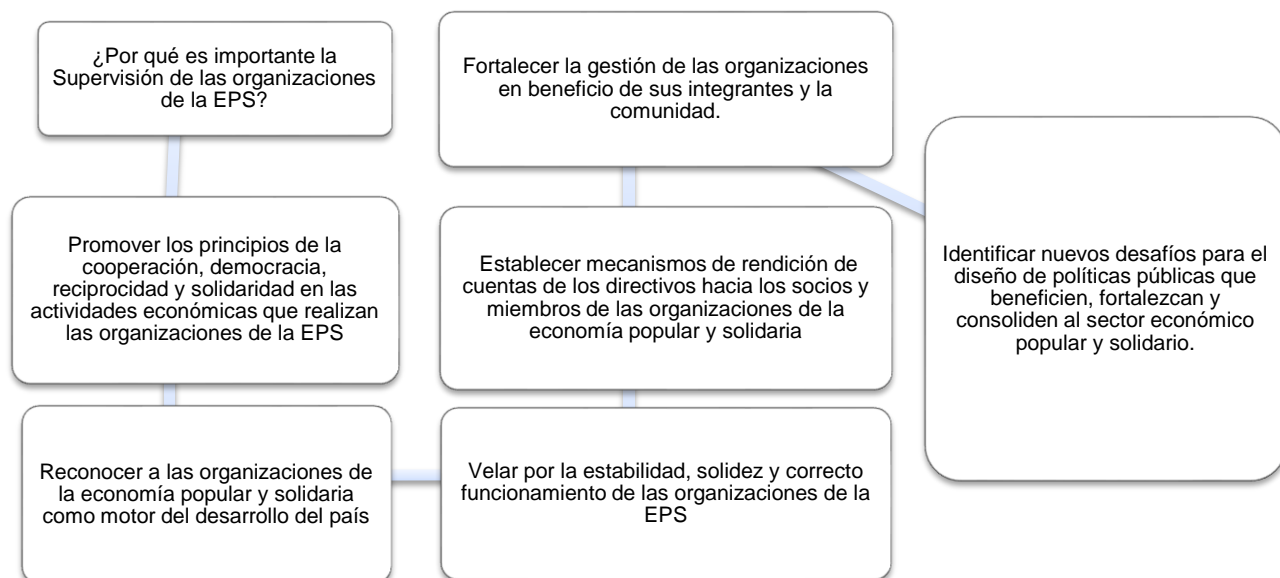 ¿Por qué es importante la
Supervisión de las organizaciones
de la EPS?
Promover los principios de la
cooperación, democracia,
reciprocidad y solidaridad en las
actividades económicas que realizan
las organizaciones de la EPS
Reconocer a las organizaciones de
la economía popular y solidaria
como motor del desarrollo del país
Velar por la estabilidad, solidez y correcto
funcionamiento de las organizaciones de la
EPS
Establecer mecanismos de rendición de
cuentas de los directivos hacia los socios y
miembros de las organizaciones de la
economía popular y solidaria
Fortalecer la gestión de las organizaciones
en beneficio de sus integrantes y la
comunidad.
Identificar nuevos desafíos para el
diseño de políticas públicas que
beneficien, fortalezcan y
consoliden al sector económico
popular y solidario.